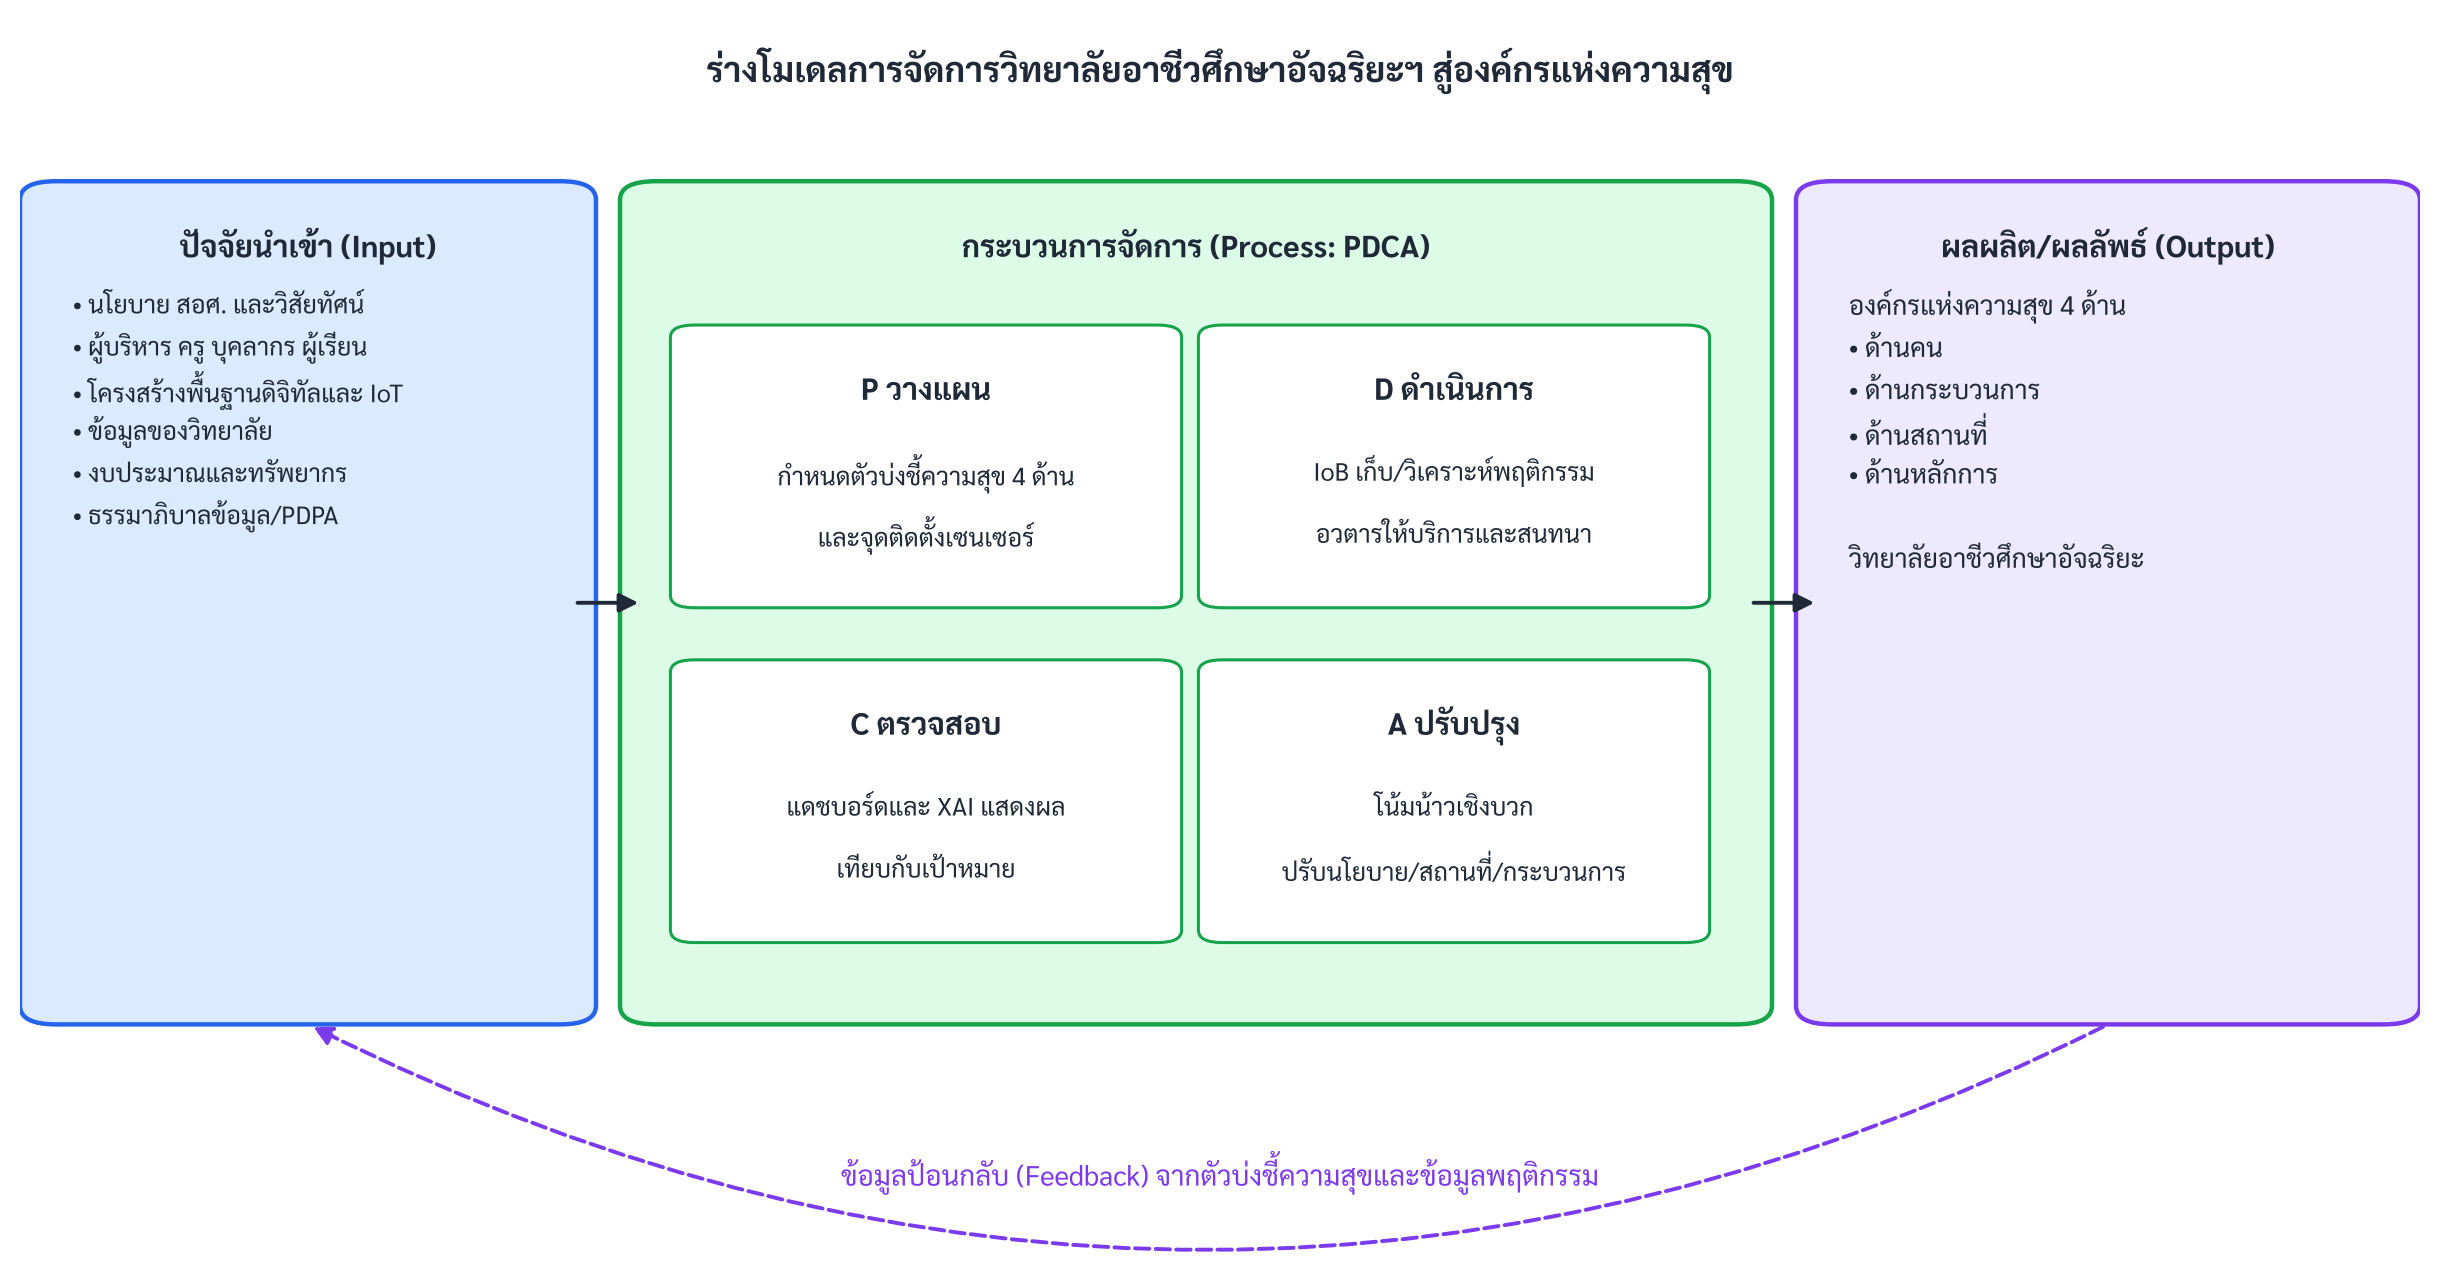 ร่างโมเดลการจัดการวิทยาลัยอาชีวศึกษาอัจฉริยะฯ สู่องค์กรแห่งความสุข
ปัจจัยนำเข้า (Input)
• นโยบาย สอศ. และวิสัยทัศน์
• ผู้บริหาร ครู บุคลากร ผู้เรียน
• โครงสร้างพื้นฐานดิจิทัลและ IoT
• ข้อมูลของวิทยาลัย
• งบประมาณและทรัพยากร
• ธรรมาภิบาลข้อมูล/PDPA
กระบวนการจัดการ (Process: PDCA)
P วางแผน
กำหนดตัวบ่งชี้ความสุข 4 ด้าน
และจุดติดตั้งเซนเซอร์
D ดำเนินการ
IoB เก็บ/วิเคราะห์พฤติกรรม
อวตารให้บริการและสนทนา
C ตรวจสอบ
แดชบอร์ดและ XAI แสดงผล
เทียบกับเป้าหมาย
A ปรับปรุง
โน้มน้าวเชิงบวก
ปรับนโยบาย/สถานที่/กระบวนการ
ผลผลิต/ผลลัพธ์ (Output)
องค์กรแห่งความสุข 4 ด้าน
• ด้านคน
• ด้านกระบวนการ
• ด้านสถานที่
• ด้านหลักการ
วิทยาลัยอาชีวศึกษาอัจฉริยะ
ข้อมูลป้อนกลับ (Feedback) จากตัวบ่งชี้ความสุขและข้อมูลพฤติกรรม